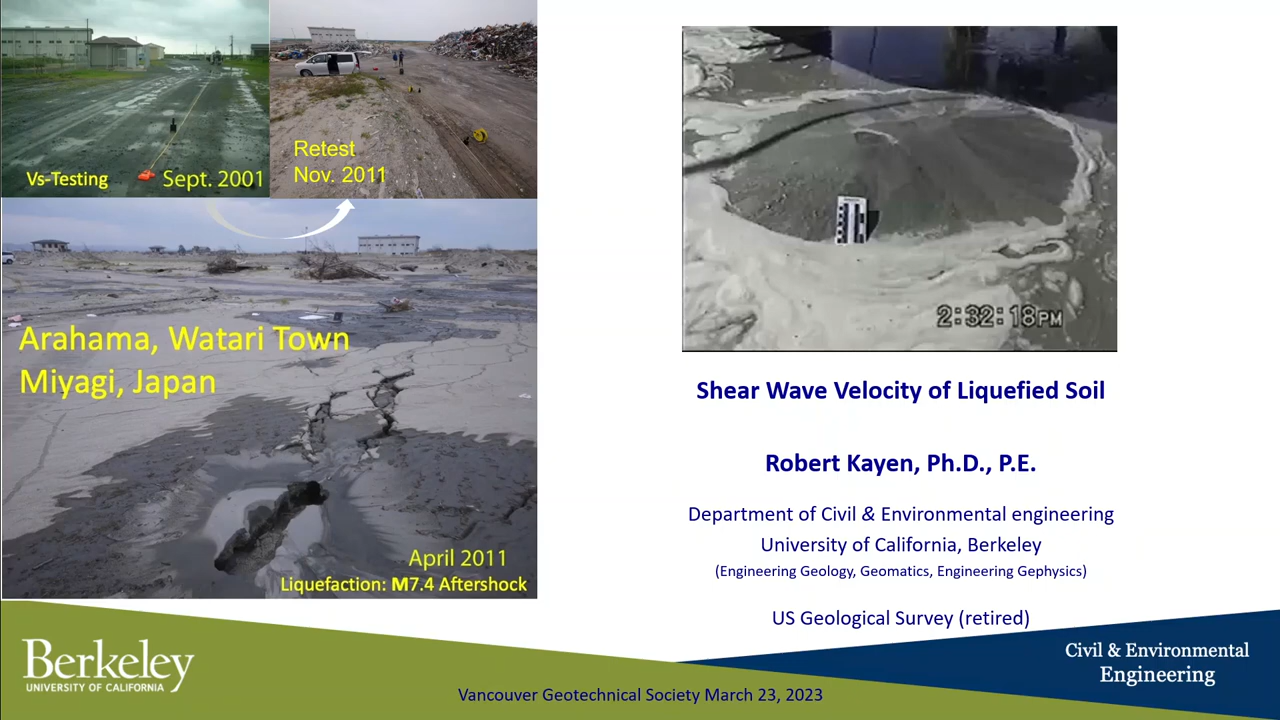 Vs-Testing
Sept. 2001
Retest
Nov. 2011
Arahama, Watari Town
Miyagi, Japan
April 2011
Liquefaction: M7.4 Aftershock
2:32:18PM
Shear Wave Velocity of Liquefied Soil
Robert Kayen, Ph.D., P.E.
Department of Civil & Environmental engineering
University of California, Berkeley
(Engineering Geology, Geomatics, Engineering Gephysics)
US Geological Survey (retired)
Berkeley
UNIVERSITY OF CALIFORNIA
Civil & Environmental
Engineering
Vancouver Geotechnical Society March 23, 2023